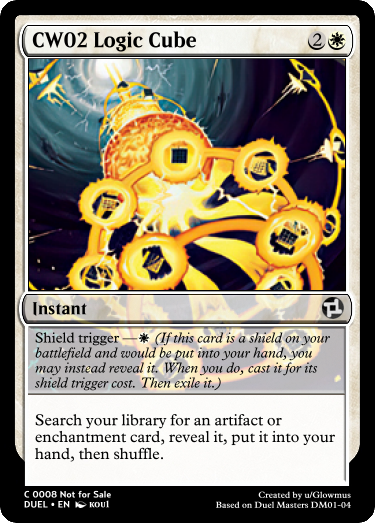 CW02 Logic Cube 2
Instant
Shield trigger — (If this card is a shield on your
battlefield and would be put into your hand, you
may instead reveal it. When you do, cast it for its
shield trigger cost. Then exile it.)
Search your library for an artifact or
enchantment card, reveal it, put it into your
hand, then shuffle.
C 0008 Not for Sale
DUEL • EN KOUI
Created by u/Glowmus
Based on Duel Masters DM01-04